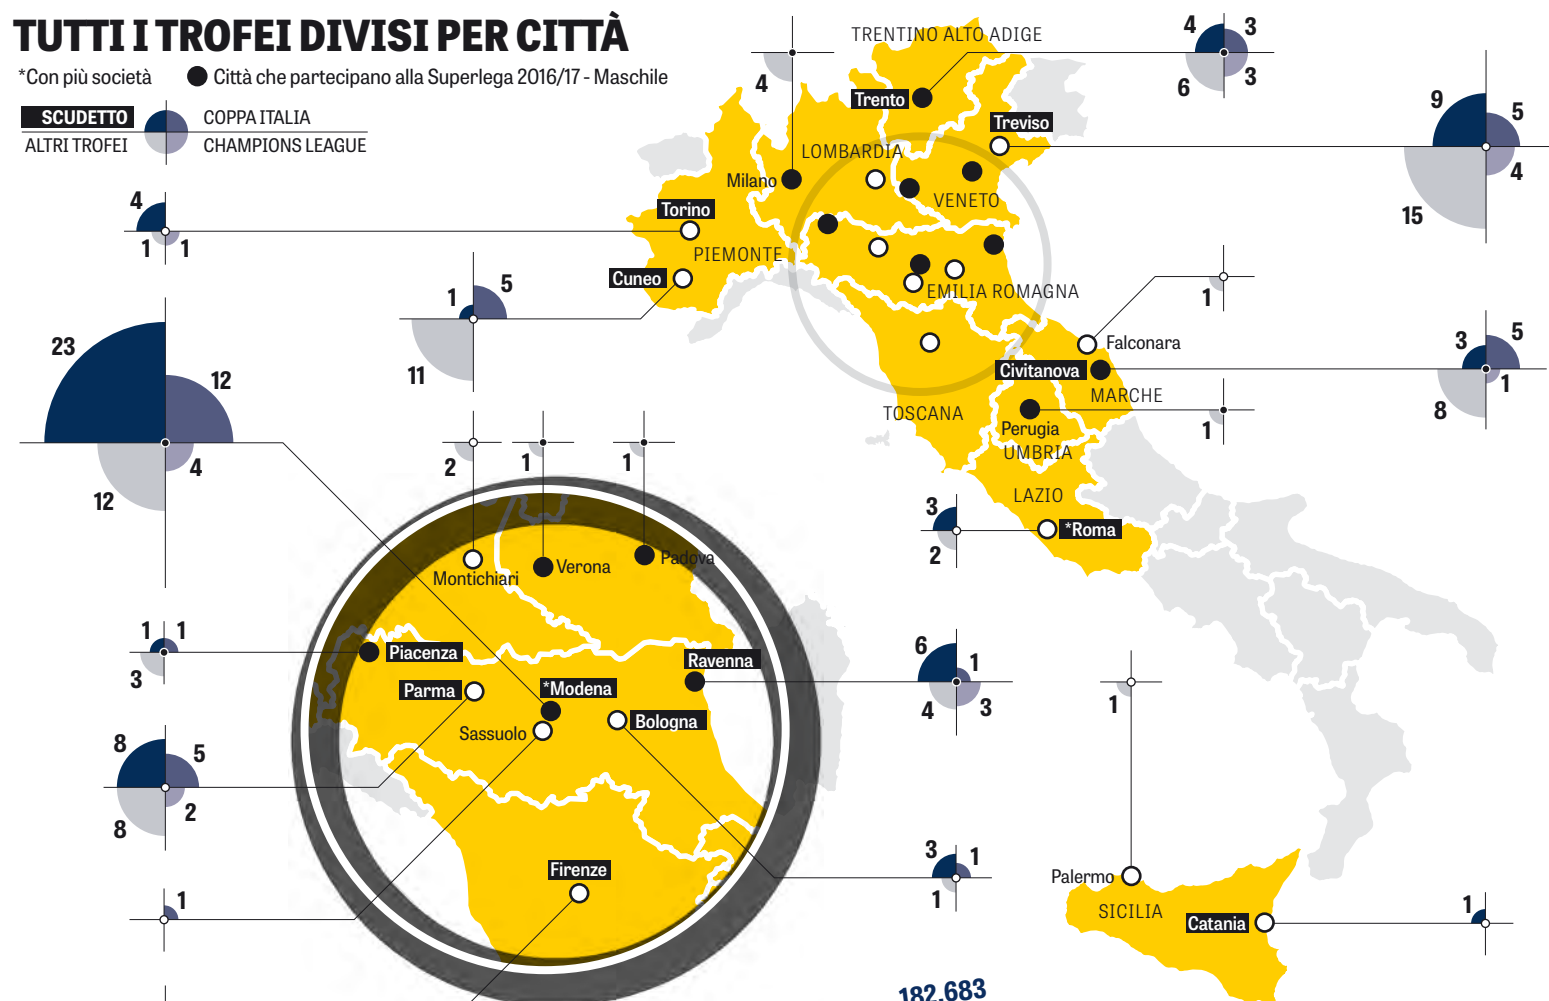 TUTTI I TROFEI DIVISI PER CITTÀ
*Con più società
Città che partecipano alla Superlega 2016/17 - Maschile
SCUDETTO
COPPA ITALIA
ALTRI TROFEI
CHAMPIONS LEAGUE
TRENTINO ALTO ADIGE
4
4
3
6
3
Trento
Treviso
9
5
15
4
LOMBARDIA
Milano
VENETO
4
1
1
Torino
PIEMONTE
Cuneo
1
5
11
EMILIA ROMAGNA
1
Falconara
Civitanova
MARCHE
3
5
8
1
TOSCANA
Perugia
UMBRIA
1
23
12
12
4
2
1
1
LAZIO
3
2
*Roma
Montichiari
Verona
Padova
1
1
3
Piacenza
Parma
*Modena
Ravenna
6
1
4
3
Sassuolo
Bologna
8
5
8
2
1
3
1
1
1
Firenze
Palermo
SICILIA
Catania
1
182.683